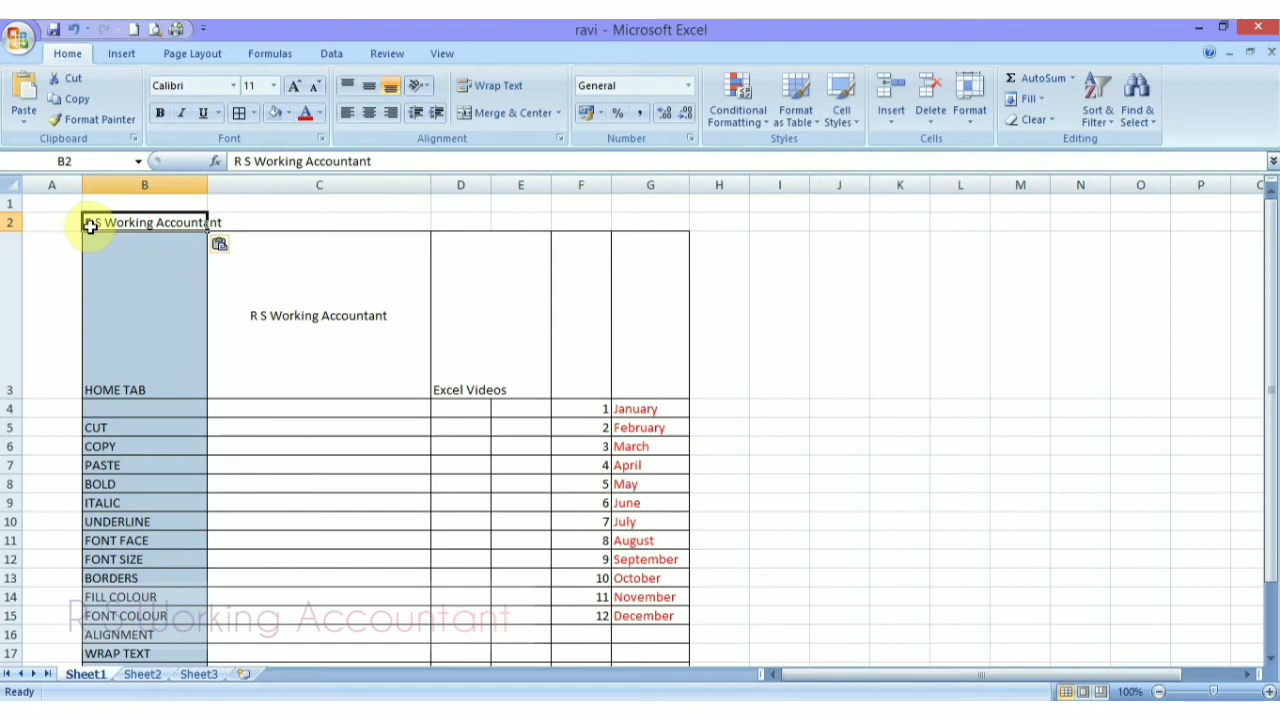 ravi - Microsoft Excel
Home Insert Page Layout Formulas Data Review View
Paste Cut Copy Format Painter
Calibri 11 A A
B I U A
Wrap Text Merge & Center
General % ,
Conditional Formatting Format as Table Cell Styles
Insert Delete Format
Σ AutoSum Fill Clear Sort & Filter Find & Select
Clipboard Font Alignment Number Styles Cells Editing
B2 fx R S Working Accountant
A B C D E F G H I J K L M N O P
1
2 R S Working Accountant
R S Working Accountant
3 HOME TAB Excel Videos
4 1 January
5 CUT 2 February
6 COPY 3 March
7 PASTE 4 April
8 BOLD 5 May
9 ITALIC 6 June
10 UNDERLINE 7 July
11 FONT FACE 8 August
12 FONT SIZE 9 September
13 BORDERS 10 October
14 FILL COLOUR 11 November
15 FONT COLOUR 12 December
R S Working Accountant
16 ALIGNMENT
17 WRAP TEXT
Sheet1 Sheet2 Sheet3
Ready 100%